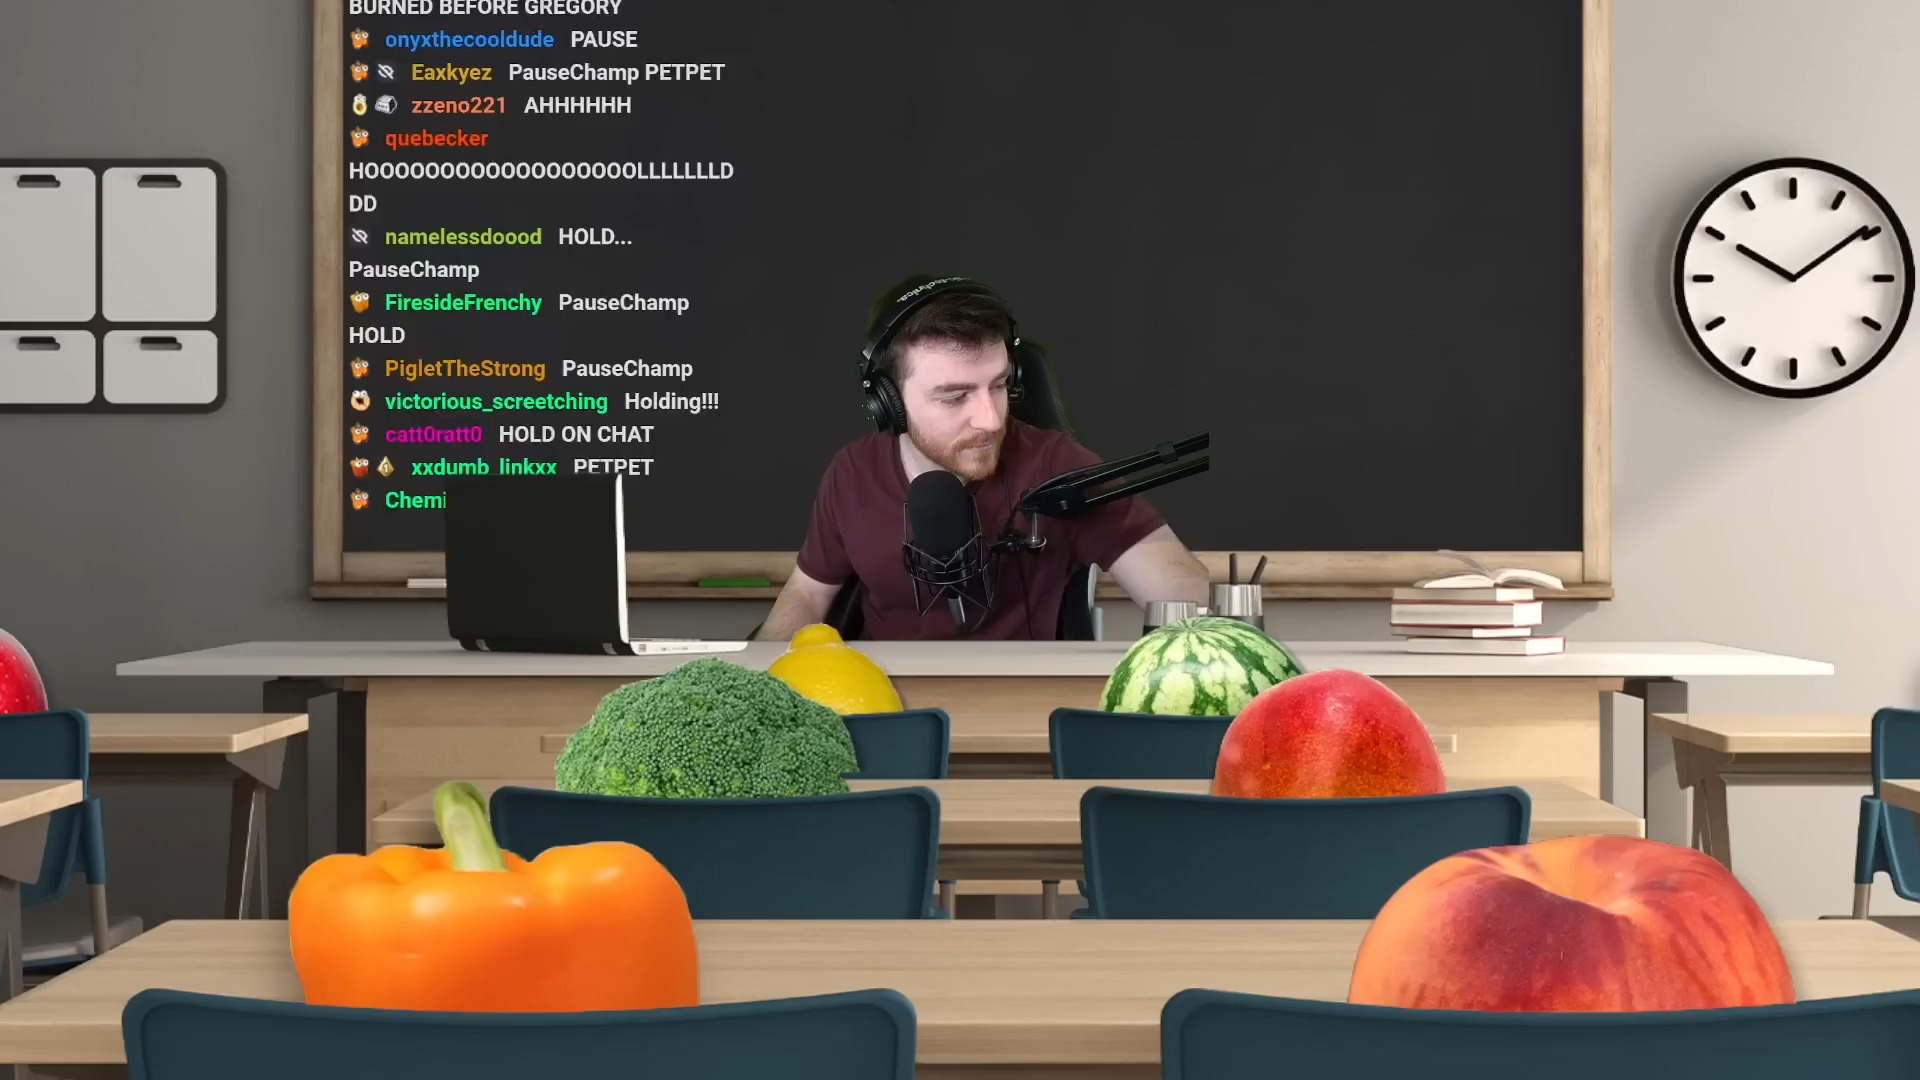 BURNED BEFORE GREGORY
onyxthecooldude PAUSE
Eaxkyez PauseChamp PETPET
zzeno221 AHHHHHH
quebecker
HOOOOOOOOOOOOOOOOOOLLLLLLLD
DD
namelessdoood HOLD...
PauseChamp
FiresideFrenchy PauseChamp
HOLD
PigletTheStrong PauseChamp
victorious_screetching Holding!!!
catt0ratt0 HOLD ON CHAT
xxdumb_linkxx PETPET
Chemi